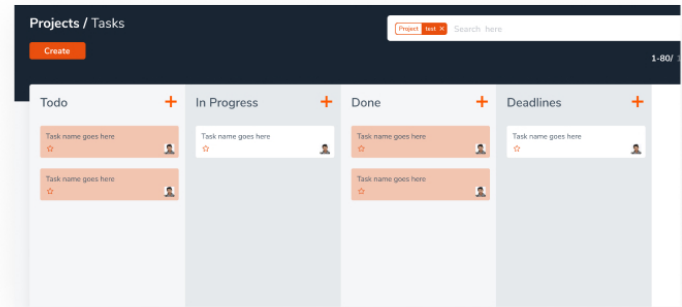 Projects / Tasks
Project test × Search here
Create
1-80/
Todo +
In Progress +
Done +
Deadlines +
Task name goes here
Task name goes here
Task name goes here
Task name goes here
Task name goes here
Task name goes here